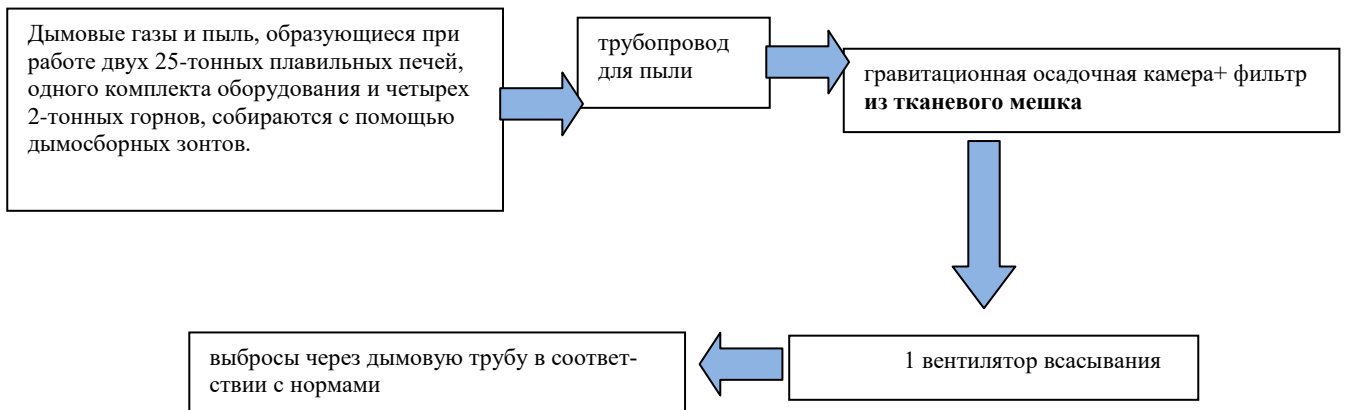 Дымовые газы и пыль, образующиеся при
работе двух 25-тонных плавильных печей,
одного комплекта оборудования и четырех
2-тонных горнов, собираются с помощью
дымосборных зонтов.
трубопровод
для пыли
гравитационная осадочная камера+ фильтр
из тканевого мешка
1 вентилятор всасывания
выбросы через дымовую трубу в соответ-
ствии с нормами